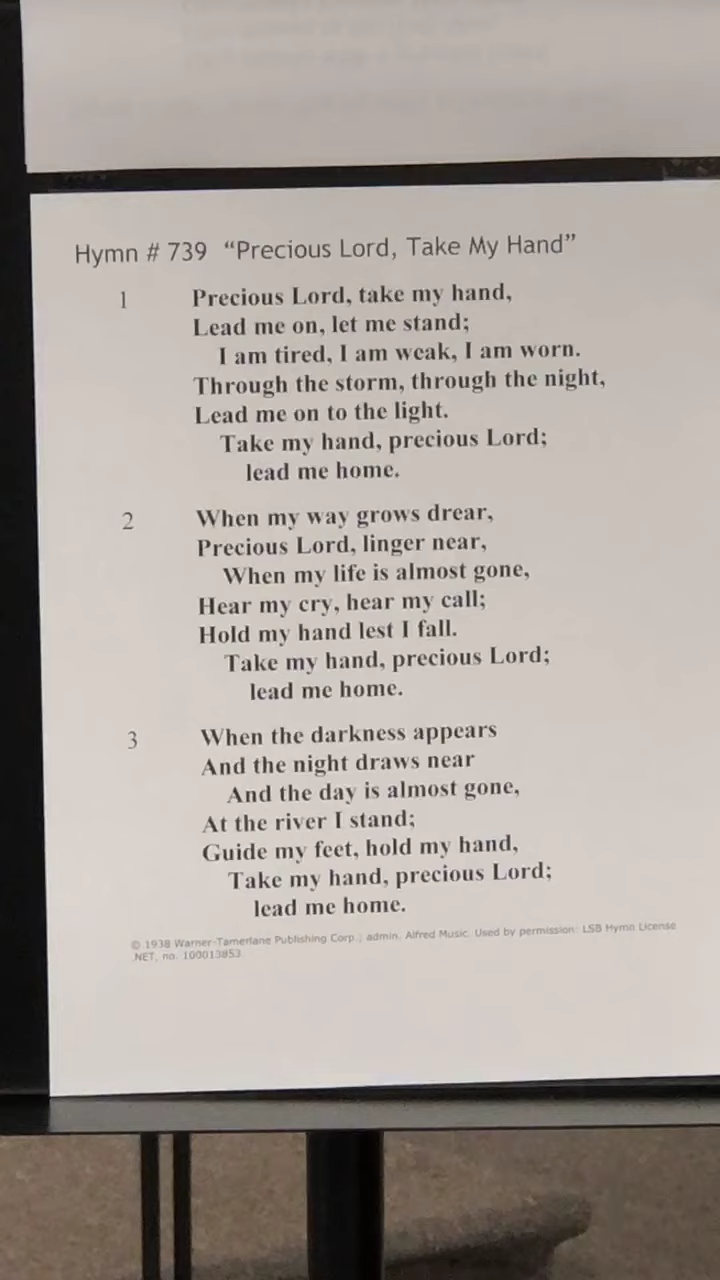 Hymn # 739 “Precious Lord, Take My Hand”
1 Precious Lord, take my hand,
Lead me on, let me stand;
I am tired, I am weak, I am worn.
Through the storm, through the night,
Lead me on to the light.
Take my hand, precious Lord;
lead me home.
2 When my way grows drear,
Precious Lord, linger near,
When my life is almost gone,
Hear my cry, hear my call;
Hold my hand lest I fall.
Take my hand, precious Lord;
lead me home.
3 When the darkness appears
And the night draws near
And the day is almost gone,
At the river I stand;
Guide my feet, hold my hand,
Take my hand, precious Lord;
lead me home.
© 1938 Warner-Tamerlane Publishing Corp.; admin. Alfred Music. Used by permission: LSB Hymn License
.NET, no. 100013853